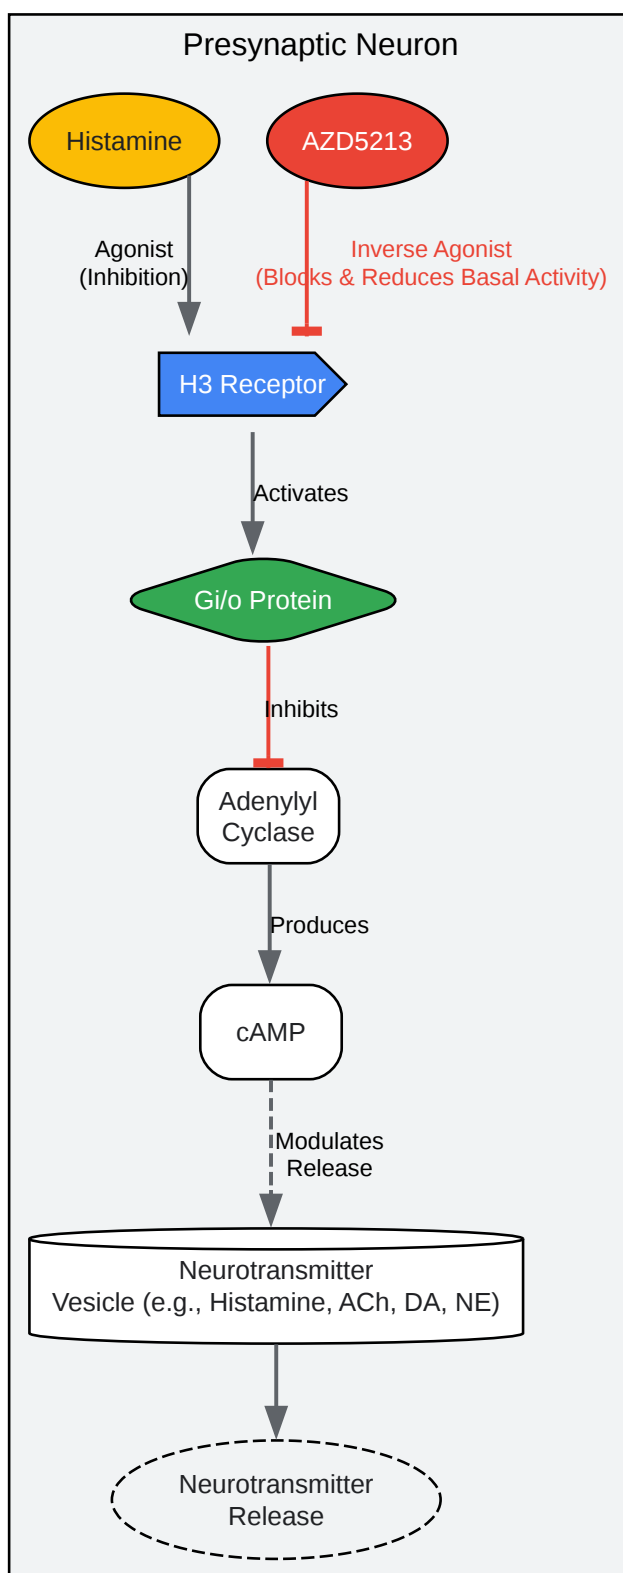 Presynaptic Neuron
Histamine
AZD5213
Agonist
(Inhibition)
Inverse Agonist
(Blocks & Reduces Basal Activity)
H3 Receptor
Activates
Gi/o Protein
Inhibits
Adenylyl
Cyclase
Produces
cAMP
Modulates
Release
Neurotransmitter
Vesicle (e.g., Histamine, ACh, DA, NE)
Neurotransmitter
Release